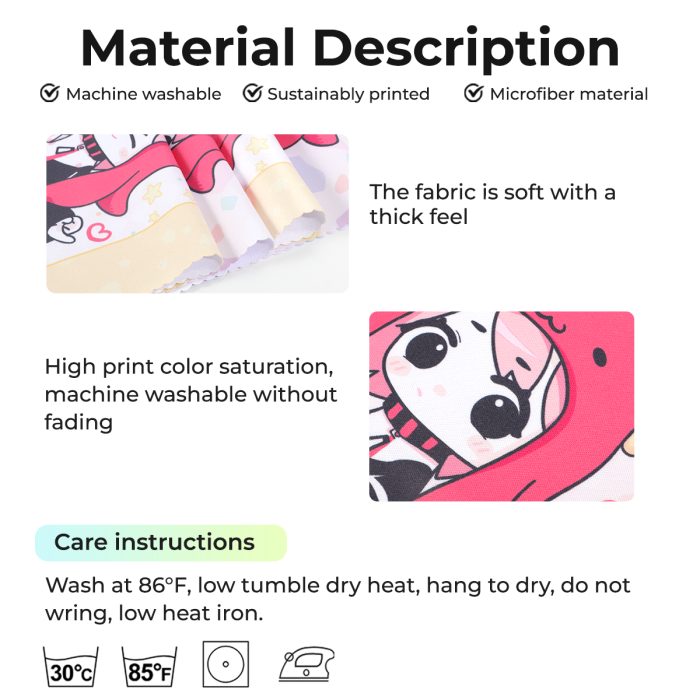 Material Description
Machine washable
Sustainably printed
Microfiber material
The fabric is soft with a
thick feel
High print color saturation,
machine washable without
fading
Care instructions
Wash at 86°F, low tumble dry heat, hang to dry, do not
wring, low heat iron.
30°C
85°F